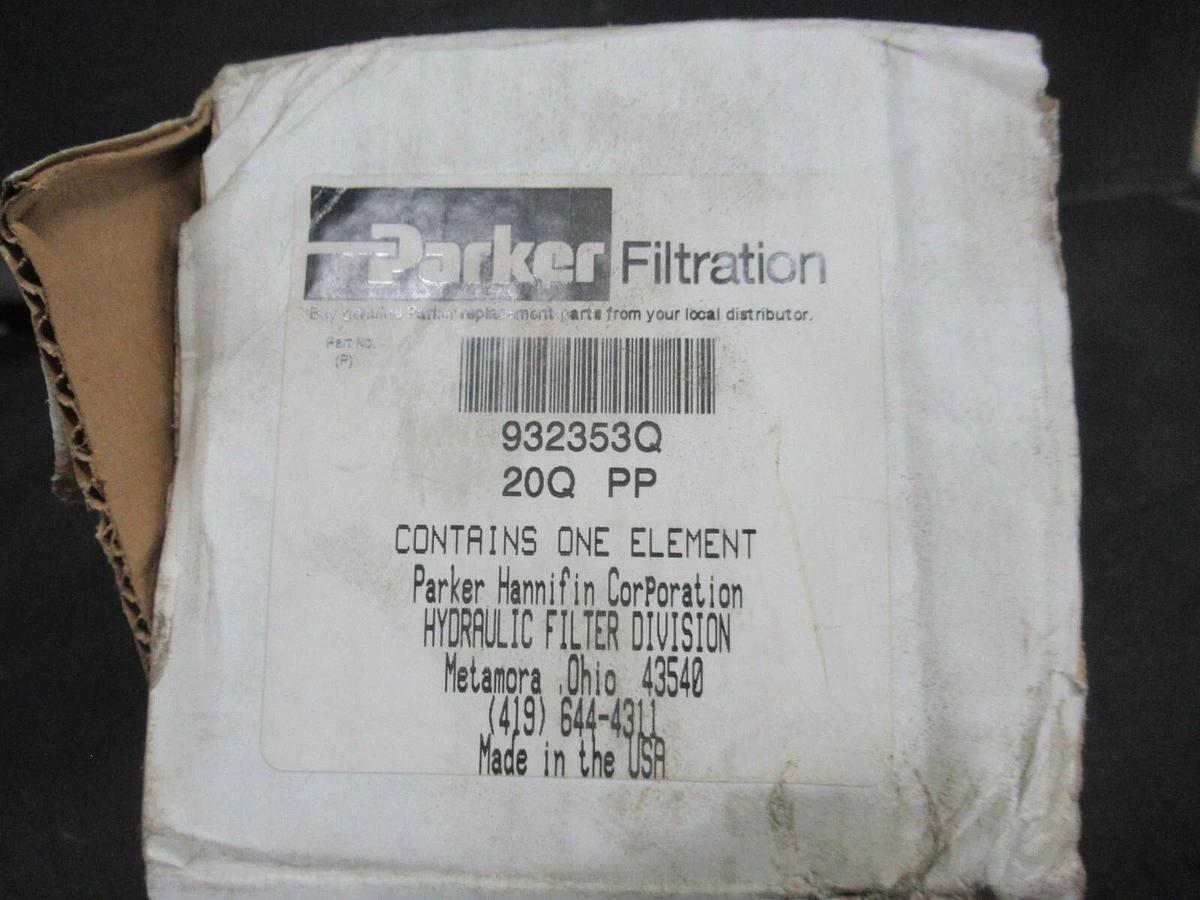 Parker Filtration
Buy genuine Parker replacement parts from your local distributor.
Part No.
(P)
932353Q
20Q PP
CONTAINS ONE ELEMENT
Parker Hannifin CorPoration
HYDRAULIC FILTER DIVISION
Metamora ,Ohio 43540
(419) 644-4311
Made in the USA